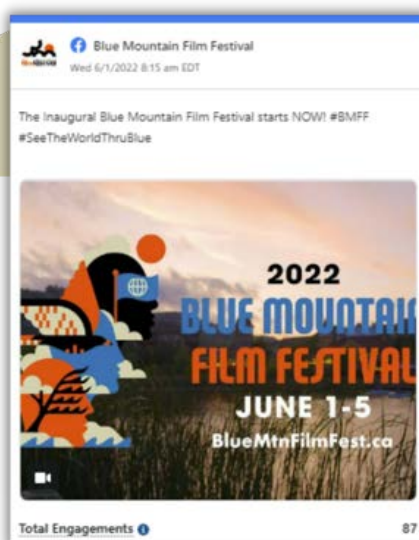 Blue Mountain Film Festival
Wed 6/1/2022 8:15 am EDT
The Inaugural Blue Mountain Film Festival starts NOW! #BMFF
#SeeTheWorldThruBlue
2022
BLUE MOUNTAIN
FILM FESTIVAL
JUNE 1-5
BlueMtnFilmFest.ca
Total Engagements
87